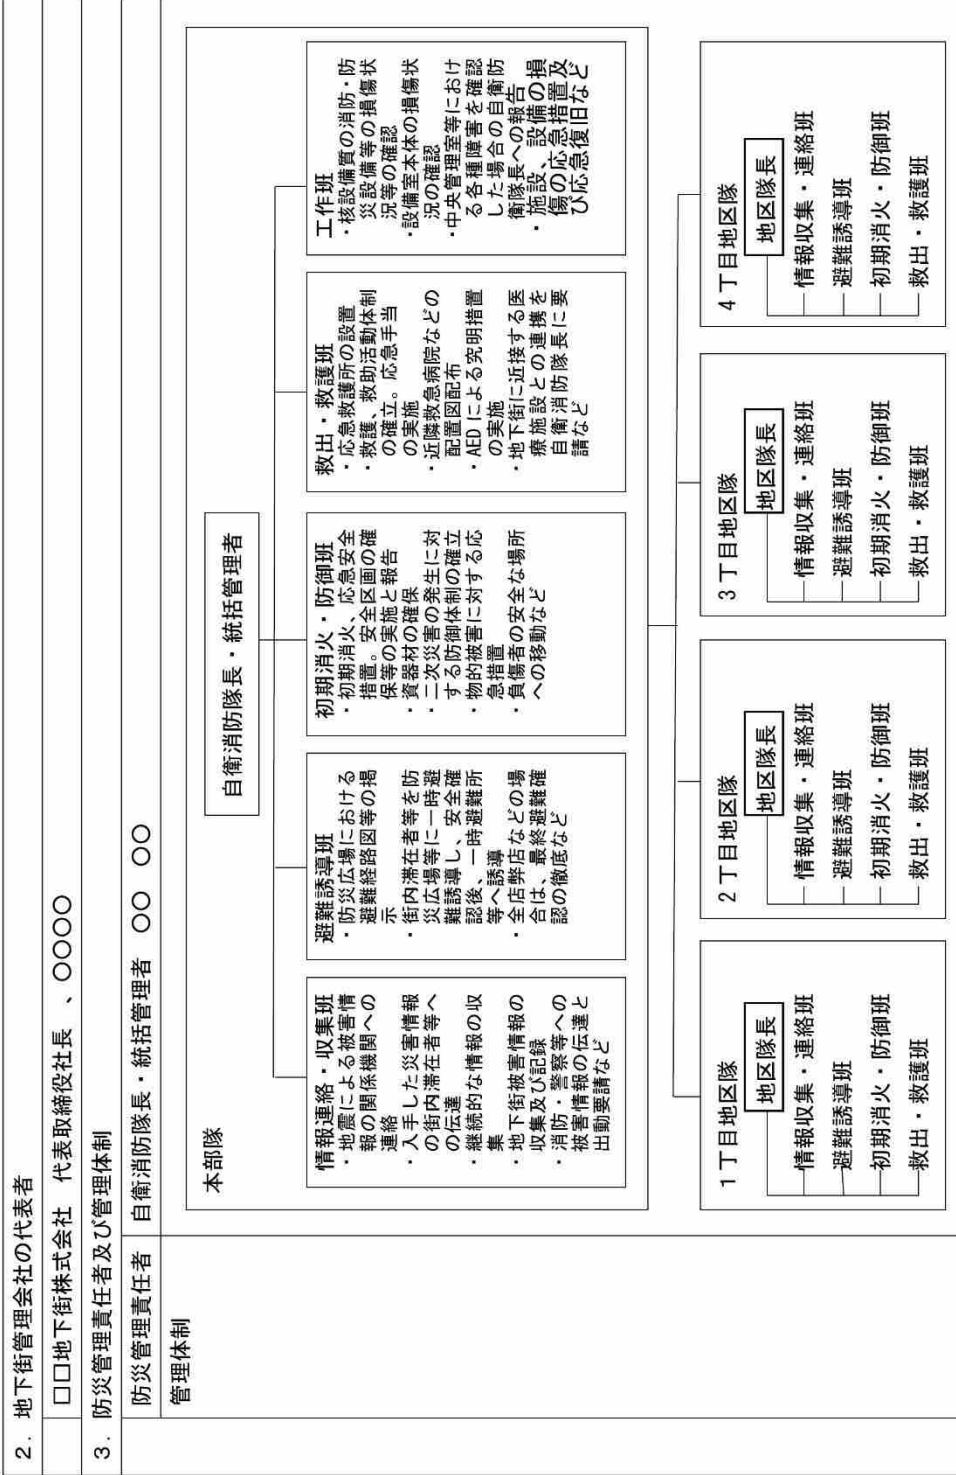 2. 地下街管理会社の代表者
□□地下街株式会社 代表取締役社長 、〇〇〇〇
3. 防災管理責任者及び管理体制
防災管理責任者 自衛消防隊長・統括管理者 〇〇 〇〇
管理体制
本部隊
自衛消防隊長・統括管理者
情報連絡・収集班
・地震による被害情
報の関係機関への
連絡
・入手した災害情報
の街内滞在者等へ
の伝達
・継続的な情報の収
集
・地下街被害情報の
収集及び記録
・消防・警察等への
被害情報の伝達と
出動要請など
避難誘導班
・防災広場における
避難経路図等の掲
示
・街内滞在者等を防
災広場等に一時避
難誘導し、安全確
認後、一時避難所
等へ誘導
・全店弊店などの場
合は、最終避難確
認の徹底など
初期消火・防御班
・初期消火、応急安全
措置。安全区画の確
保等の実施と報告
・資器材の確保
・二次災害の発生に対
する防御体制の確立
・物的被害に対する応
急措置
・負傷者の安全な場所
への移動など
救出・救護班
・応急救護所の設置
・救護、救助活動体制
の確立。応急手当
の実施
・近隣救急病院などの
配置図配布
・AEDによる究明措置
の実施
・地下街に近接する医
療施設との連携を
自衛消防隊長に要
請など
工作班
・核設備質の消防・防
災設備等の損傷状
況等の確認
・設備室本体の損傷状
況の確認
・中央管理室等におけ
る各種障害を確認
した場合の自衛防
衛隊長への報告
・施設、設備の損
傷の応急措置及
び応急復旧など
1丁目地区隊
地区隊長
情報収集・連絡班
避難誘導班
初期消火・防御班
救出・救護班
2丁目地区隊
地区隊長
情報収集・連絡班
避難誘導班
初期消火・防御班
救出・救護班
3丁目地区隊
地区隊長
情報収集・連絡班
避難誘導班
初期消火・防御班
救出・救護班
4丁目地区隊
地区隊長
情報収集・連絡班
避難誘導班
初期消火・防御班
救出・救護班